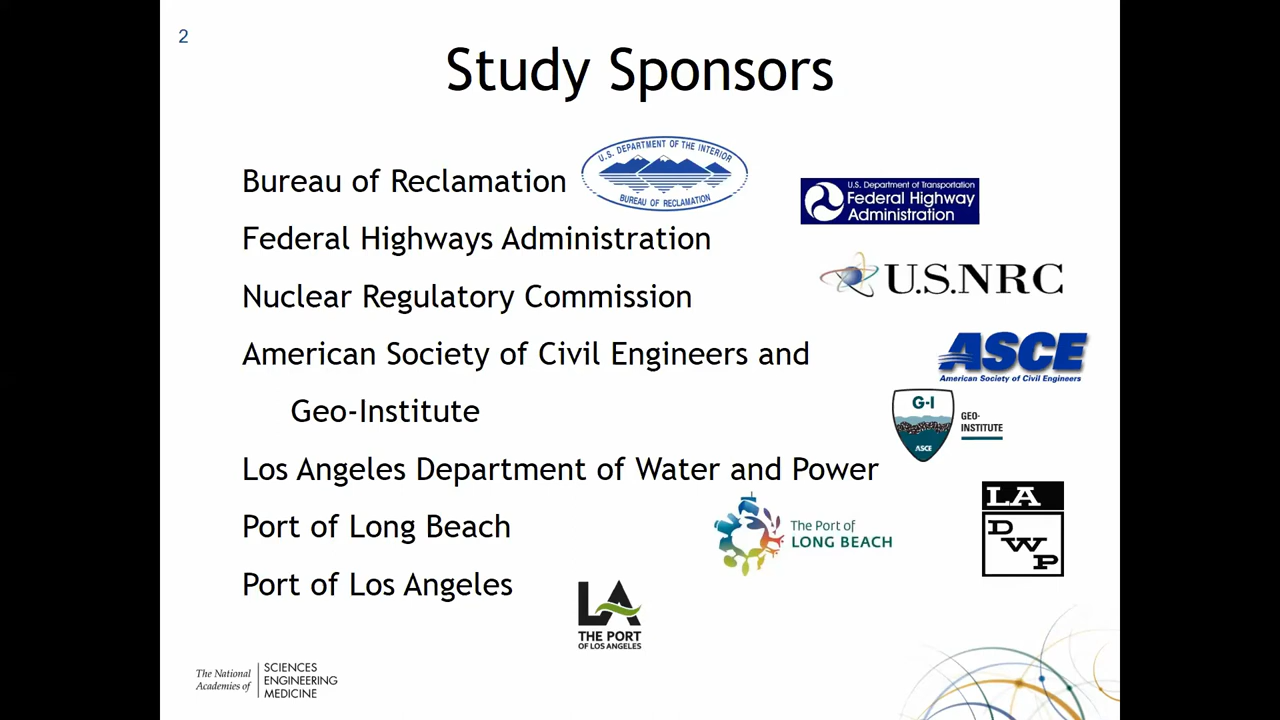 2
Study Sponsors
U.S. DEPARTMENT OF THE INTERIOR
Bureau of Reclamation
BUREAU OF RECLAMATION
U.S. Department of Transportation
Federal Highway
Administration
Federal Highways Administration
U.S.NRC
Nuclear Regulatory Commission
American Society of Civil Engineers and
ASCE
American Society of Civil Engineers
Geo-Institute
G-I
GEO-
INSTITUTE
ASCE
Los Angeles Department of Water and Power
LA
DWP
Port of Long Beach
The Port of
LONG BEACH
Port of Los Angeles
LA
THE PORT
OF LOS ANGELES
The National
Academies of
SCIENCES
ENGINEERING
MEDICINE